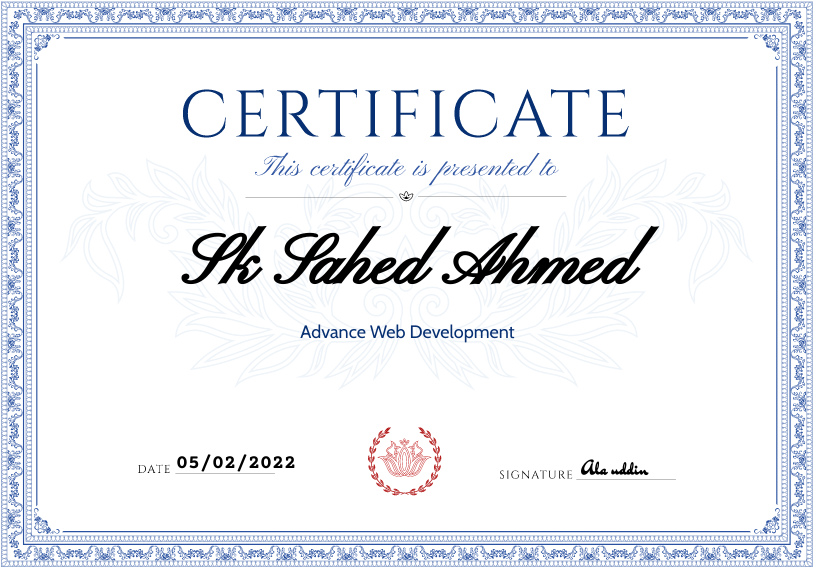 CERTIFICATE
This certificate is presented to
Sk Sahed Ahmed
Advance Web Development
DATE 05/02/2022
SIGNATURE Ala uddin